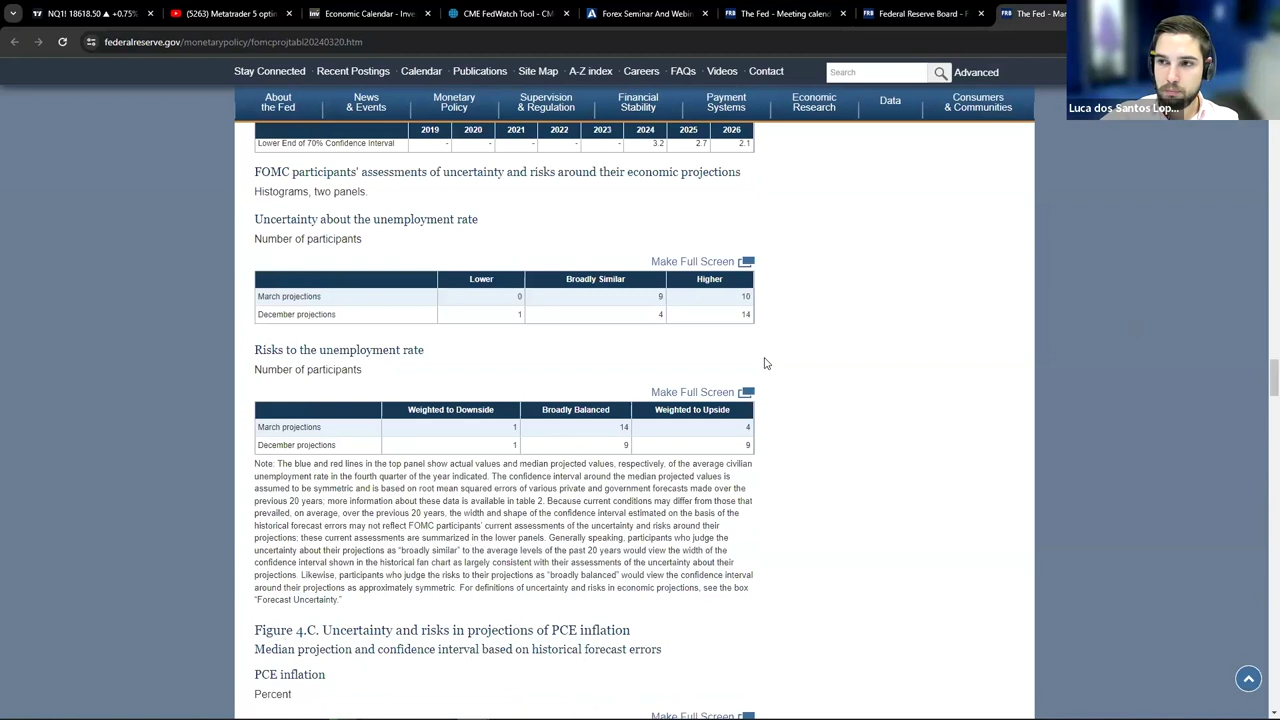 NQ1! 18618.50 ▲ +0.75%
(5263) Metatrader 5 opti
Economic Calendar - Inve
CME FedWatch Tool - CM
Forex Seminar And Webin
The Fed - Meeting calend
Federal Reserve Board - F
The Fed - Mar
federalreserve.gov/monetarypolicy/fomcprojtabl20240320.htm
Stay Connected Recent Postings Calendar Publications Site Map A-Z index Careers FAQs Videos Contact Search Advanced
About the Fed
News & Events
Monetary Policy
Supervision & Regulation
Financial Stability
Payment Systems
Economic Research
Data
Consumers & Communities
Luca dos Santos Lop...
2019 2020 2021 2022 2023 2024 2025 2026
Lower End of 70% Confidence Interval - - - - - 3.2 2.7 2.1
FOMC participants' assessments of uncertainty and risks around their economic projections
Histograms, two panels.
Uncertainty about the unemployment rate
Number of participants
Make Full Screen
Lower Broadly Similar Higher
March projections 0 9 10
December projections 1 4 14
Risks to the unemployment rate
Number of participants
Make Full Screen
Weighted to Downside Broadly Balanced Weighted to Upside
March projections 1 14 4
December projections 1 9 9
Note: The blue and red lines in the top panel show actual values and median projected values, respectively, of the average civilian
unemployment rate in the fourth quarter of the year indicated. The confidence interval around the median projected values is
assumed to be symmetric and is based on root mean squared errors of various private and government forecasts made over the
previous 20 years; more information about these data is available in table 2. Because current conditions may differ from those that
prevailed, on average, over the previous 20 years, the width and shape of the confidence interval estimated on the basis of the
historical forecast errors may not reflect FOMC participants' current assessments of the uncertainty and risks around their
projections; these current assessments are summarized in the lower panels. Generally speaking, participants who judge the
uncertainty about their projections as "broadly similar" to the average levels of the past 20 years would view the width of the
confidence interval shown in the historical fan chart as largely consistent with their assessments of the uncertainty about their
projections. Likewise, participants who judge the risks to their projections as "broadly balanced" would view the confidence interval
around their projections as approximately symmetric. For definitions of uncertainty and risks in economic projections, see the box
"Forecast Uncertainty."
Figure 4.C. Uncertainty and risks in projections of PCE inflation
Median projection and confidence interval based on historical forecast errors
PCE inflation
Percent
Make Full Screen